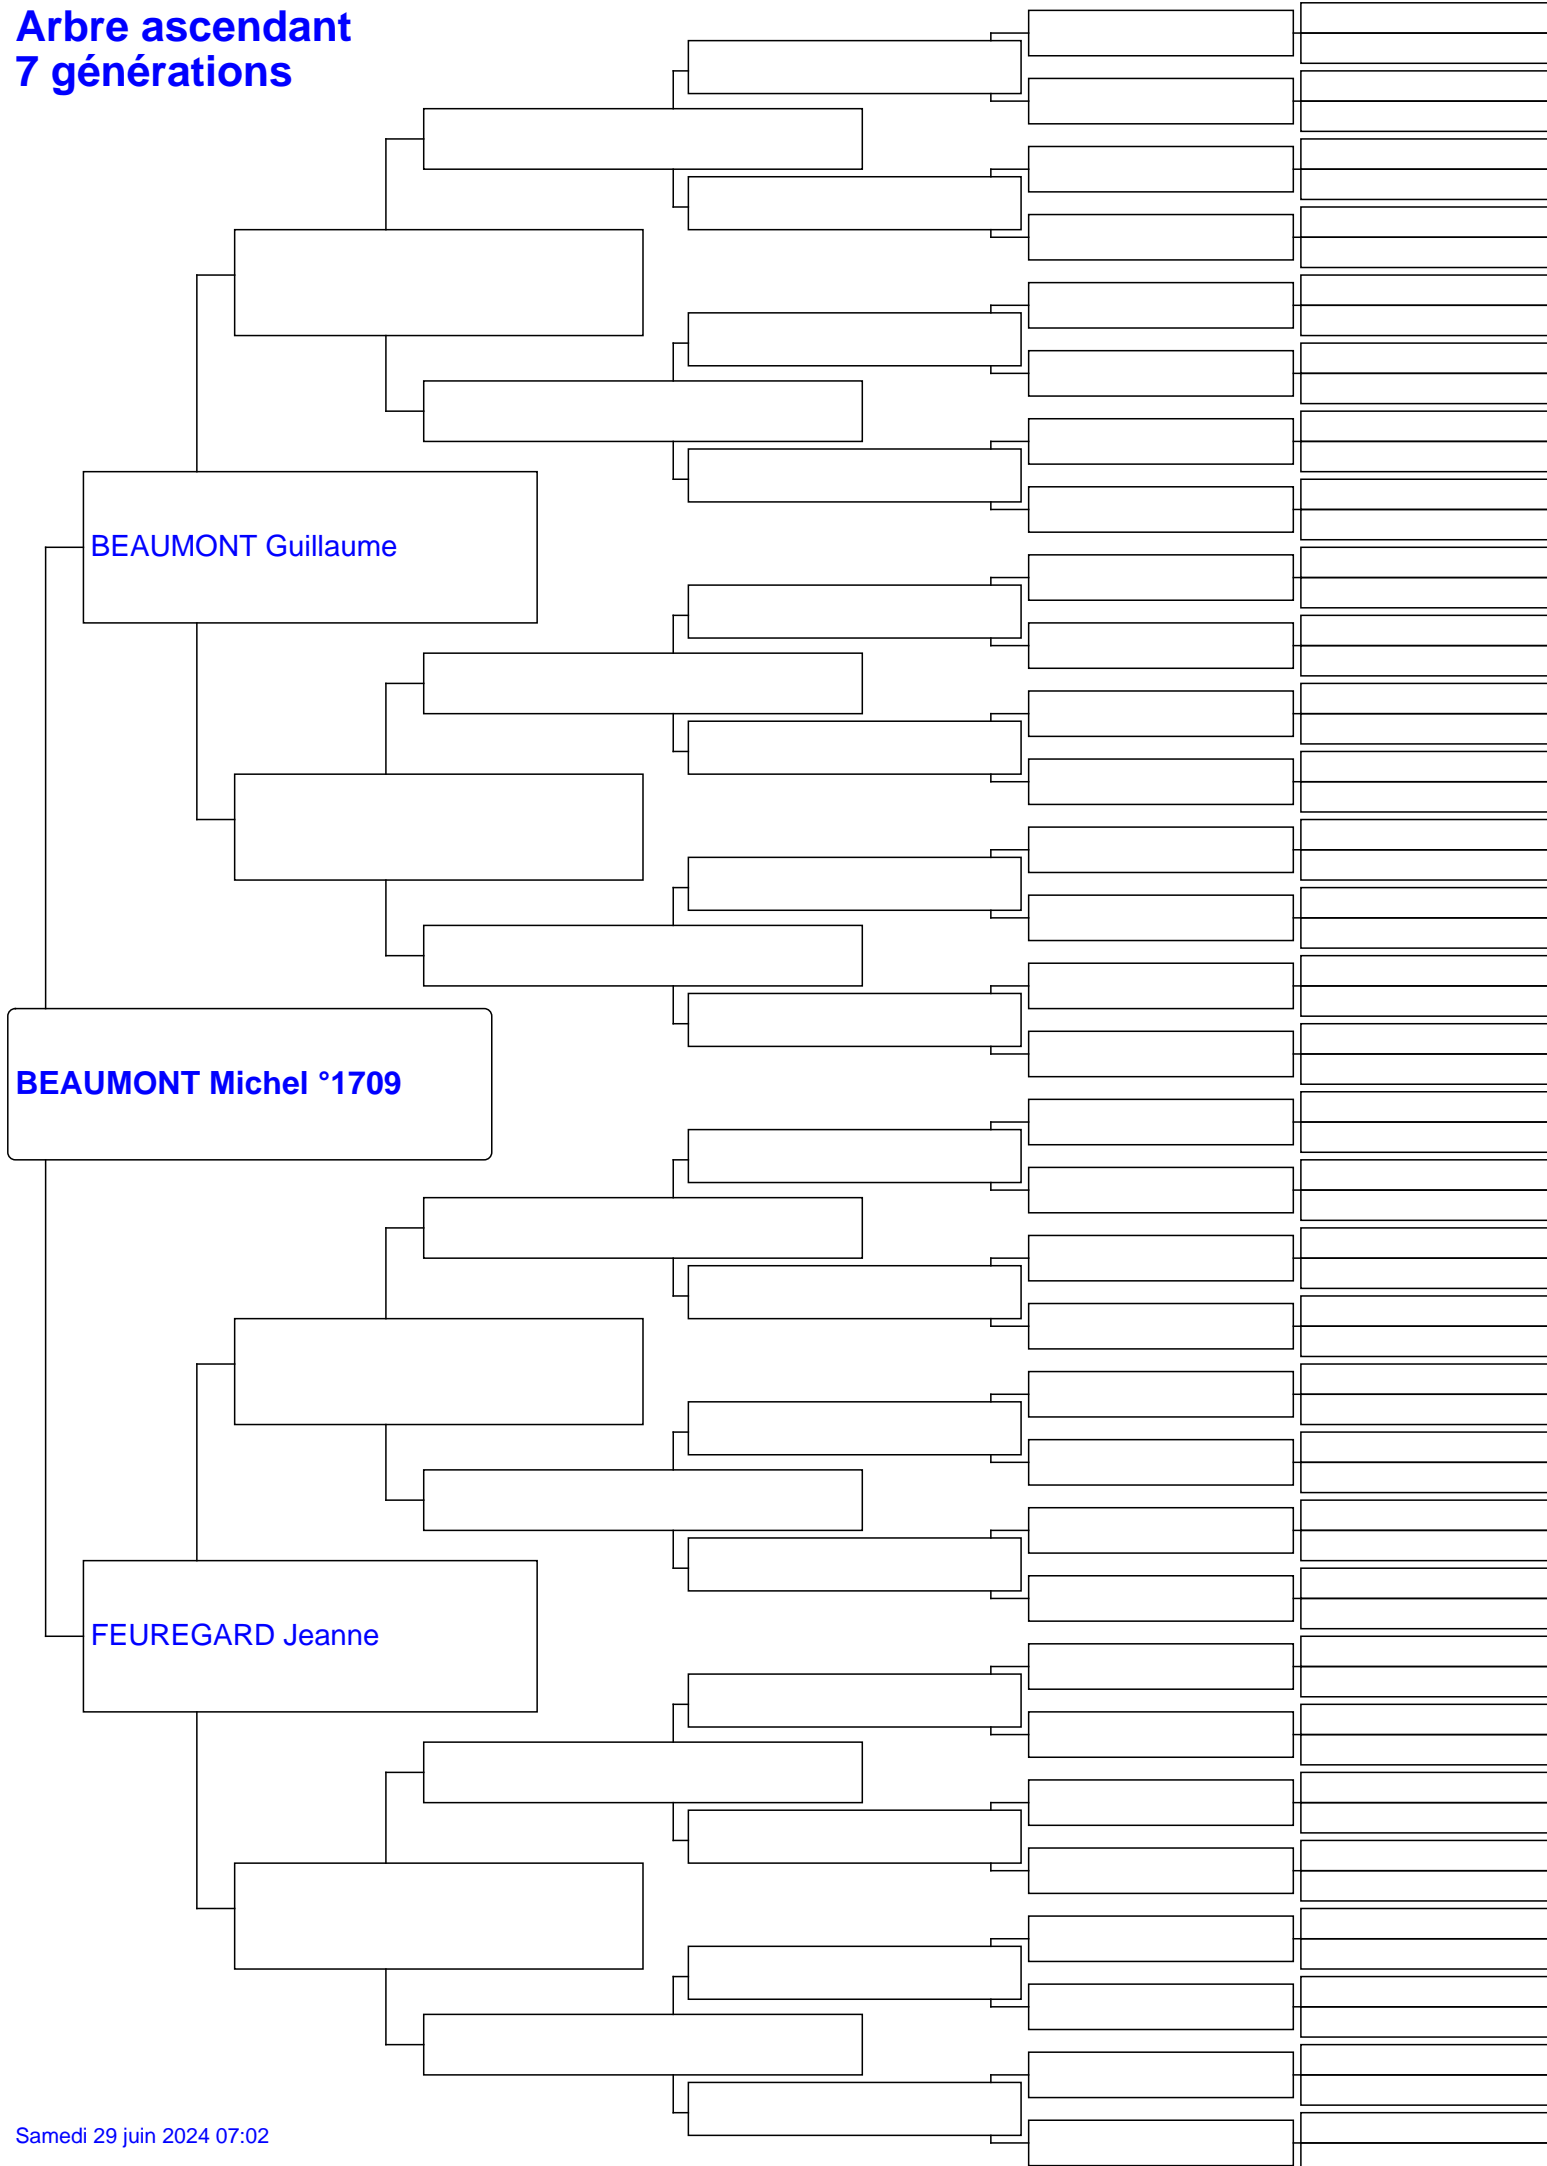 Arbre ascendant
7 générations
BEAUMONT Guillaume
BEAUMONT Michel °1709
FEUREGARD Jeanne
Samedi 29 juin 2024 07:02